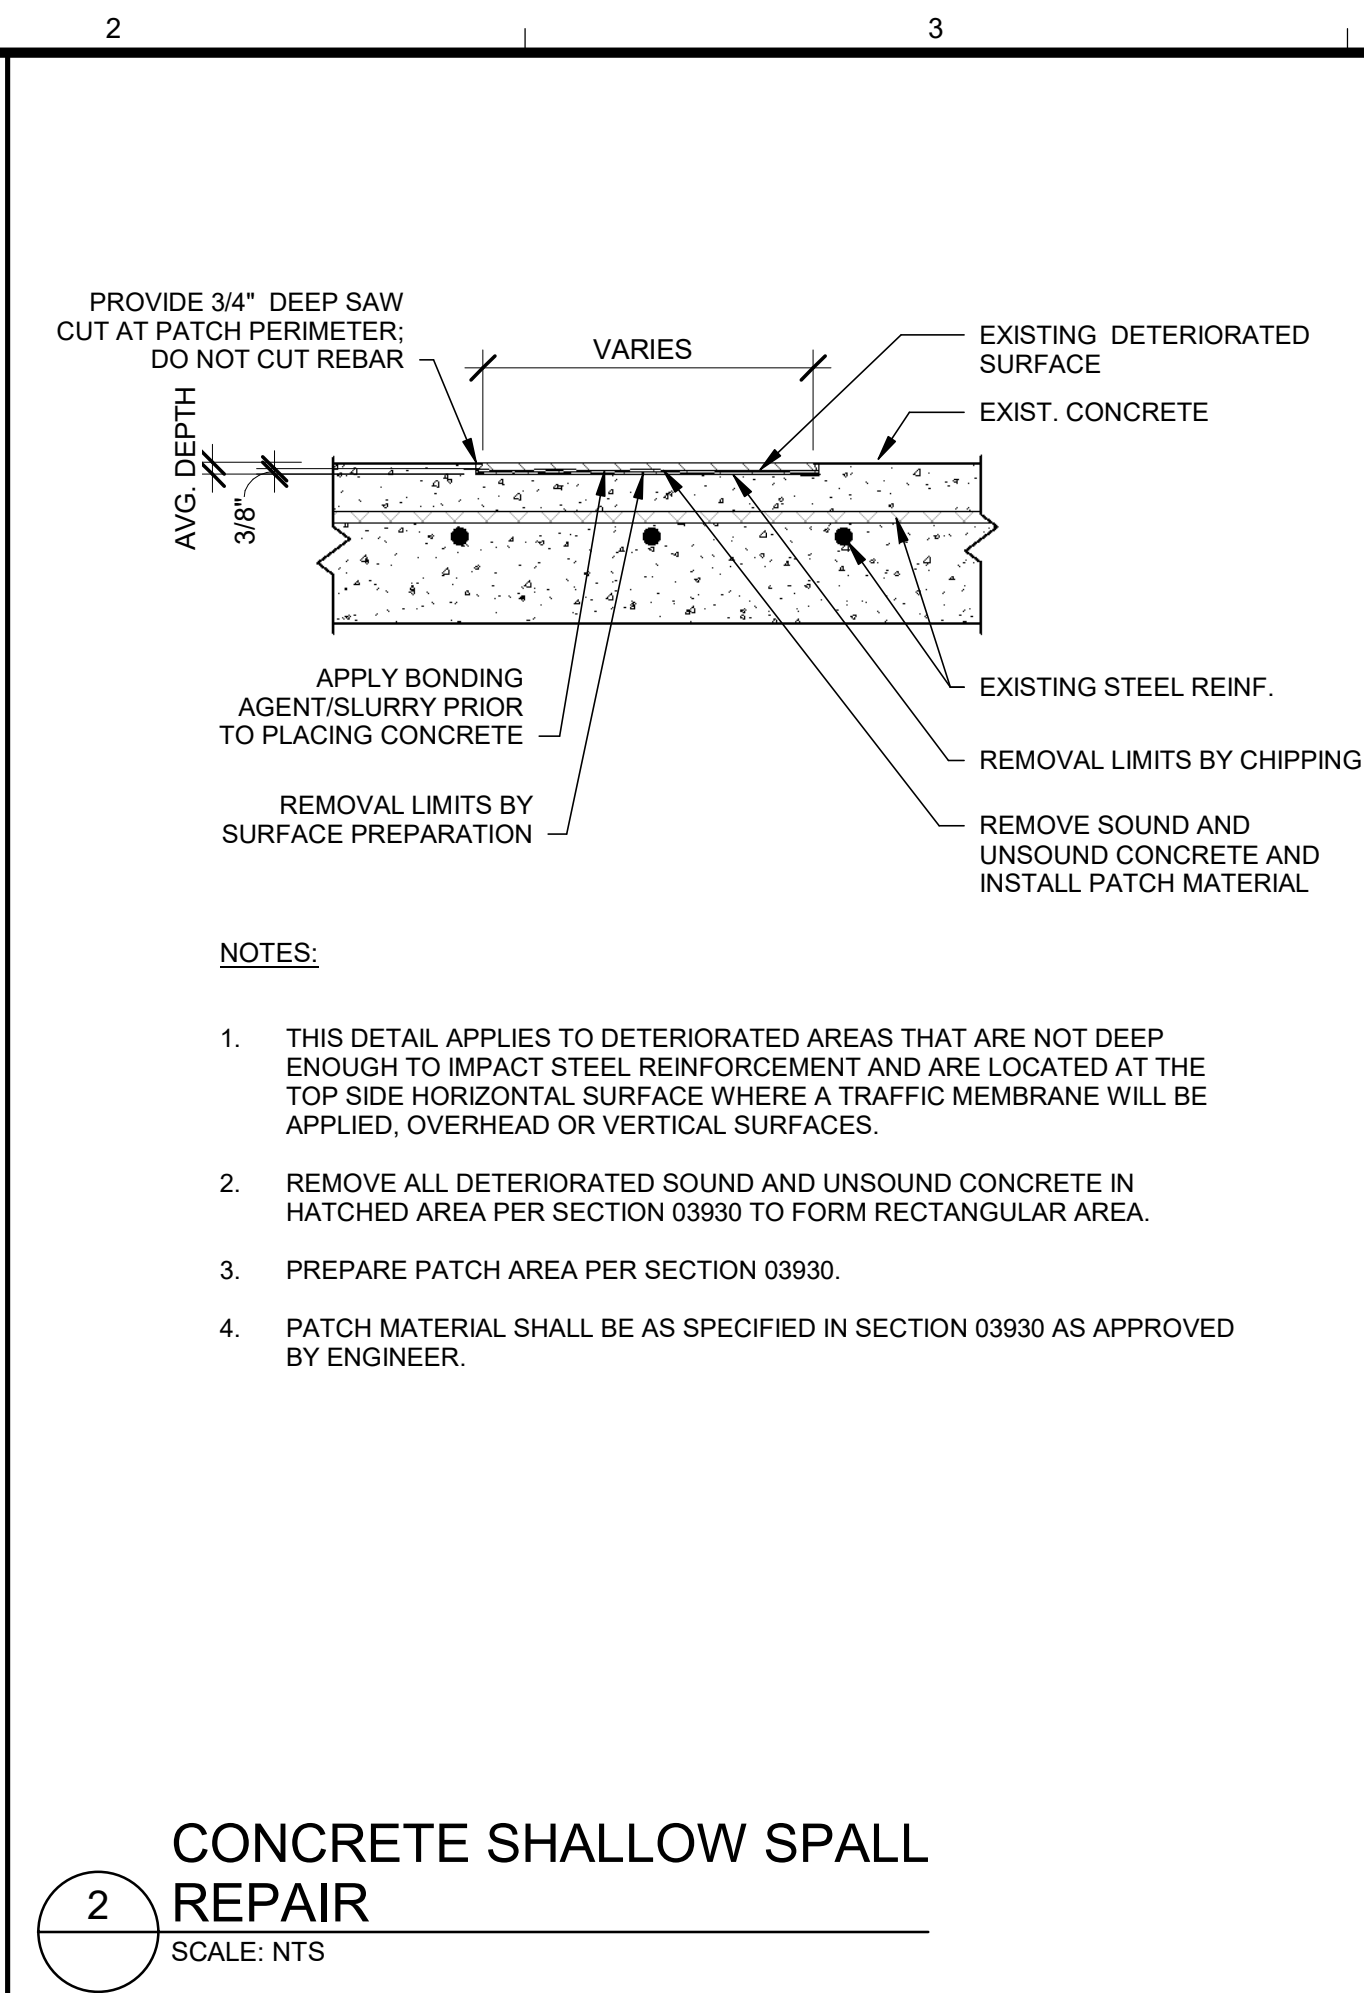 2
3
PROVIDE 3/4" DEEP SAW
CUT AT PATCH PERIMETER;
DO NOT CUT REBAR
VARIES
EXISTING DETERIORATED
SURFACE
EXIST. CONCRETE
AVG. DEPTH
3/8"
APPLY BONDING
AGENT/SLURRY PRIOR
TO PLACING CONCRETE
REMOVAL LIMITS BY
SURFACE PREPARATION
EXISTING STEEL REINF.
REMOVAL LIMITS BY CHIPPING
REMOVE SOUND AND
UNSOUND CONCRETE AND
INSTALL PATCH MATERIAL
NOTES:
1. THIS DETAIL APPLIES TO DETERIORATED AREAS THAT ARE NOT DEEP
ENOUGH TO IMPACT STEEL REINFORCEMENT AND ARE LOCATED AT THE
TOP SIDE HORIZONTAL SURFACE WHERE A TRAFFIC MEMBRANE WILL BE
APPLIED, OVERHEAD OR VERTICAL SURFACES.
2. REMOVE ALL DETERIORATED SOUND AND UNSOUND CONCRETE IN
HATCHED AREA PER SECTION 03930 TO FORM RECTANGULAR AREA.
3. PREPARE PATCH AREA PER SECTION 03930.
4. PATCH MATERIAL SHALL BE AS SPECIFIED IN SECTION 03930 AS APPROVED
BY ENGINEER.
CONCRETE SHALLOW SPALL
REPAIR
2
SCALE: NTS